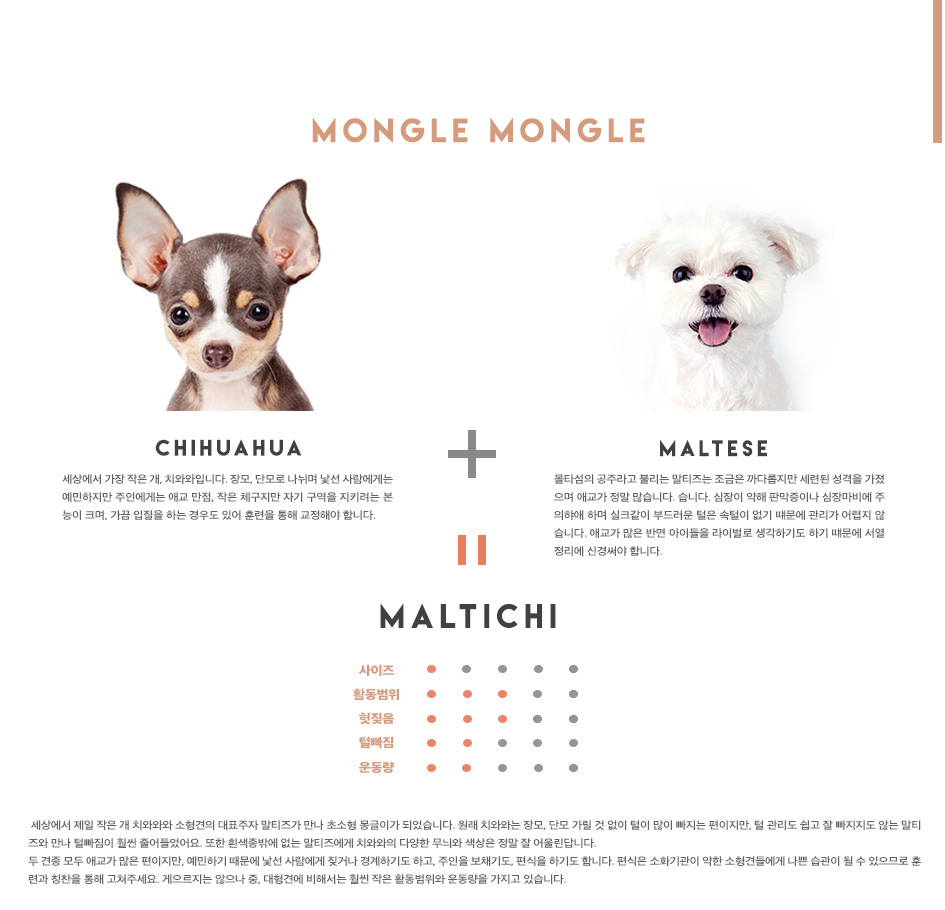 MONGLE MONGLE
CHIHUAHUA
세상에서 가장 작은 개, 치와와입니다. 장모, 단모로 나뉘며 낯선 사람에게는
예민하지만 주인에게는 애교 만점, 작은 체구지만 자기 구역을 지키려는 본
능이 크며, 가끔 입질을 하는 경우도 있어 훈련을 통해 교정해야 합니다.
MALTESE
몰타섬의 공주라고 불리는 말티즈는 조금은 까다롭지만 세련된 성격을 가졌
으며 애교가 정말 많습니다. 습니다. 심장이 약해 판막증이나 심장마비에 주
의햐애 하며 실크같이 부드러운 털은 속털이 없기 때문에 관리가 어렵지 않
습니다. 애교가 많은 반면 아이들을 라이벌로 생각하기도 하기 때문에 서열
정리에 신경써야 합니다.
MALTICHI
사이즈
활동범위
헛짖음
털빠짐
운동량
세상에서 제일 작은 개 치와와와 소형견의 대표주자 말티즈가 만나 초소형 몽글이가 되었습니다. 원래 치와와는 장모, 단모 가릴 것 없이 털이 많이 빠지는 편이지만, 털 관리도 쉽고 잘 빠지지도 않는 말티
즈와 만나 털빠짐이 훨씬 줄어들었어요. 또한 흰색종밖에 없는 말티즈에게 치와와의 다양한 무늬와 색상은 정말 잘 어울린답니다.
두 견종 모두 애교가 많은 편이지만, 예민하기 때문에 낯선 사람에게 짖거나 경계하기도 하고, 주인을 보채기도, 편식을 하기도 합니다. 편식은 소화기관이 약한 소형견들에게 나쁜 습관이 될 수 있으므로 훈
련과 칭찬을 통해 고쳐주세요. 게으르지는 않으나 중, 대형견에 비해서는 훨씬 작은 활동범위와 운동량을 가지고 있습니다.